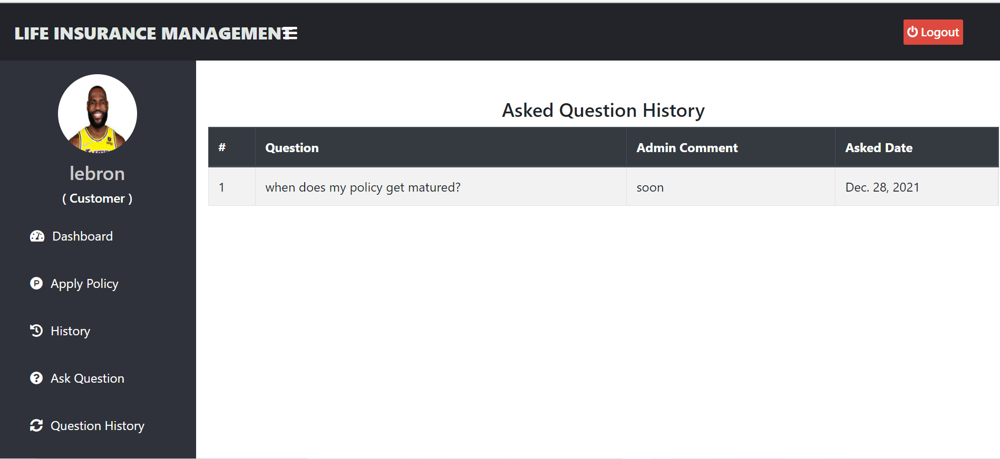 LIFE INSURANCE MANAGEMENT
Logout
lebron
( Customer )
Dashboard
Apply Policy
History
Ask Question
Question History
Asked Question History
# Question Admin Comment Asked Date
1 when does my policy get matured? soon Dec. 28, 2021